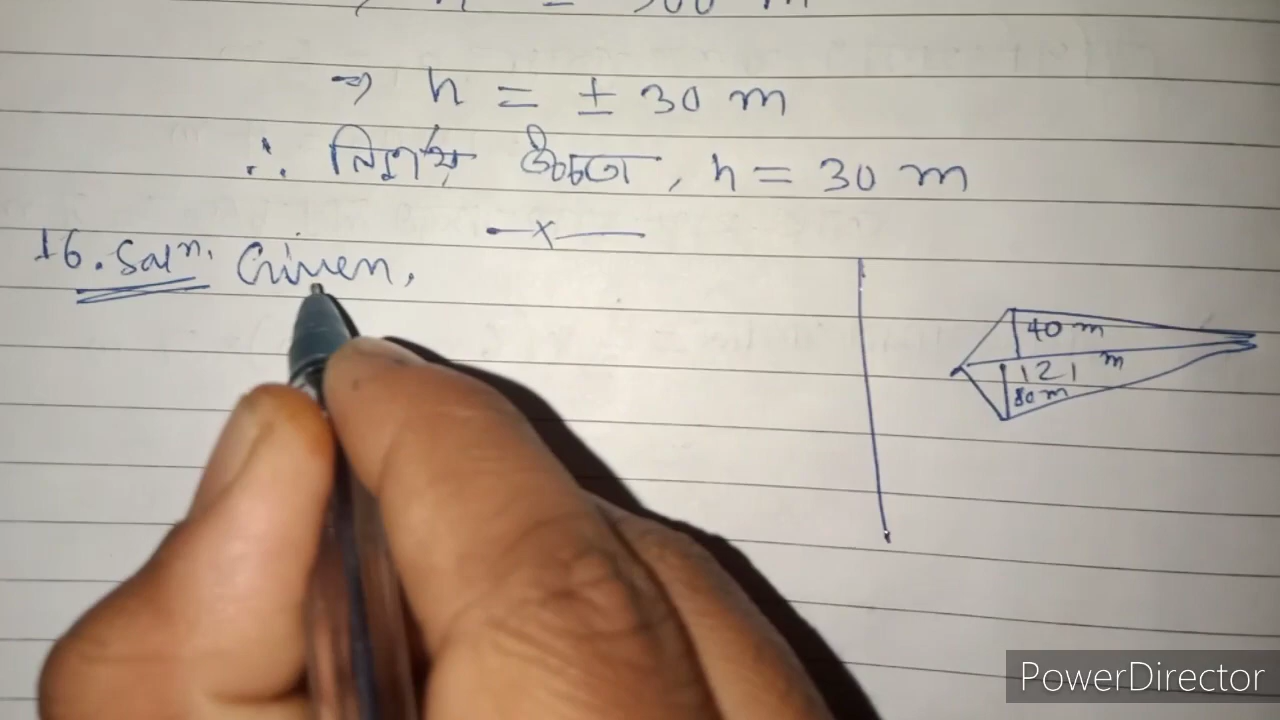 h = ± 30 m
∴ নির্ণেয় উচ্চতা, h = 30 m
—x—
16. Solⁿ. Given,
40 m
121 m
80 m
PowerDirector